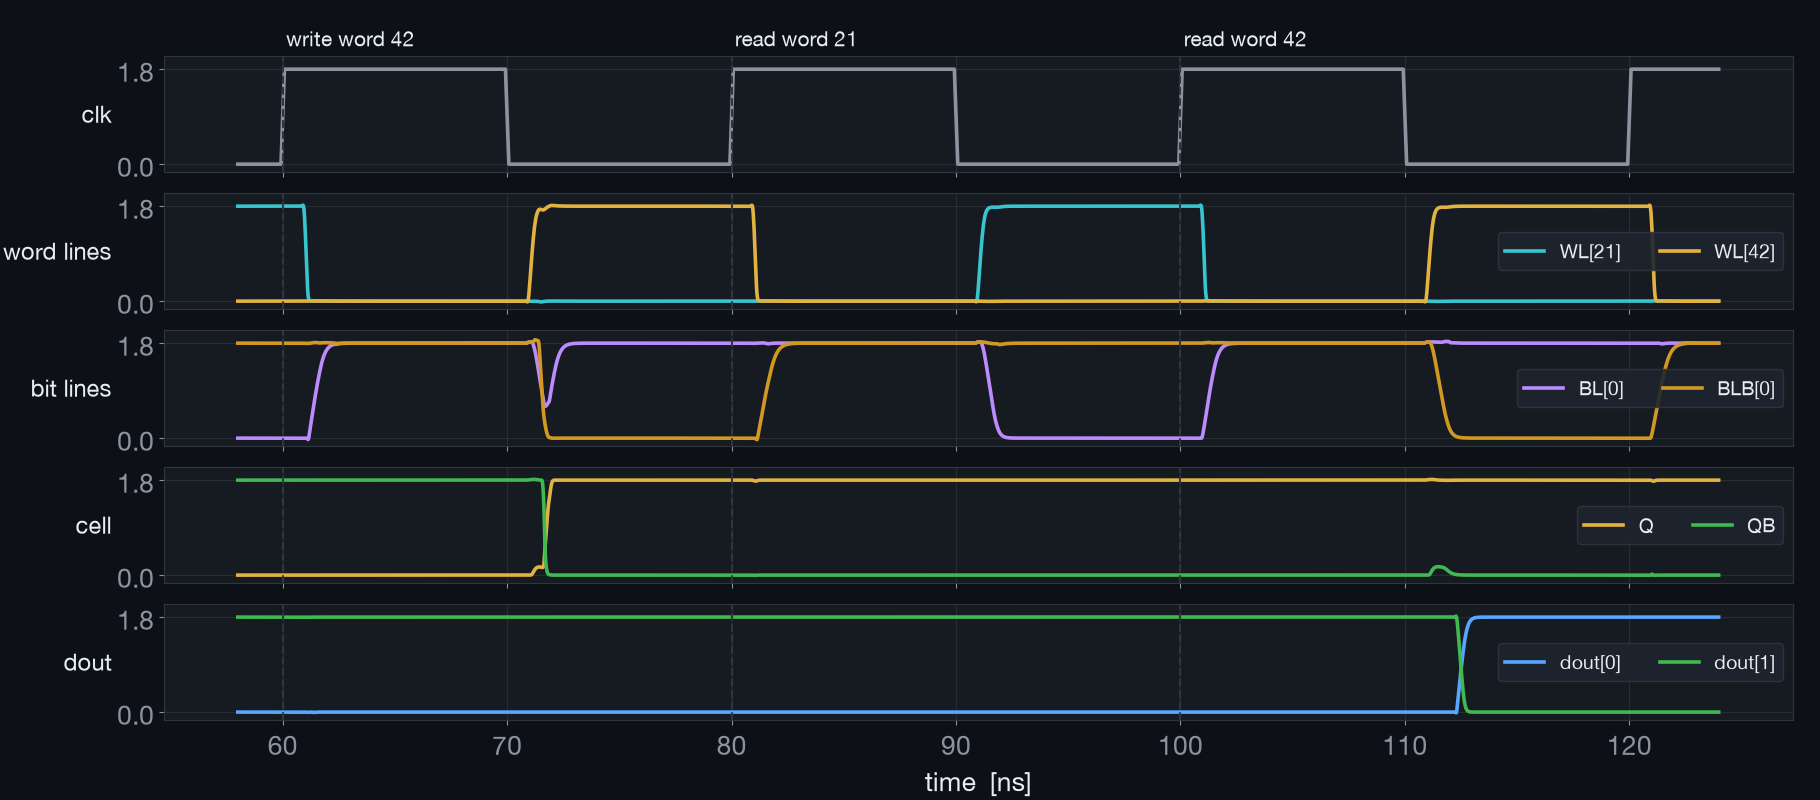 write word 42
read word 21
read word 42
clk
1.8
0.0
word lines
1.8
0.0
WL[21]
WL[42]
bit lines
1.8
0.0
BL[0]
BLB[0]
cell
1.8
0.0
Q
QB
dout
1.8
0.0
dout[0]
dout[1]
60
70
80
90
100
110
120
time [ns]